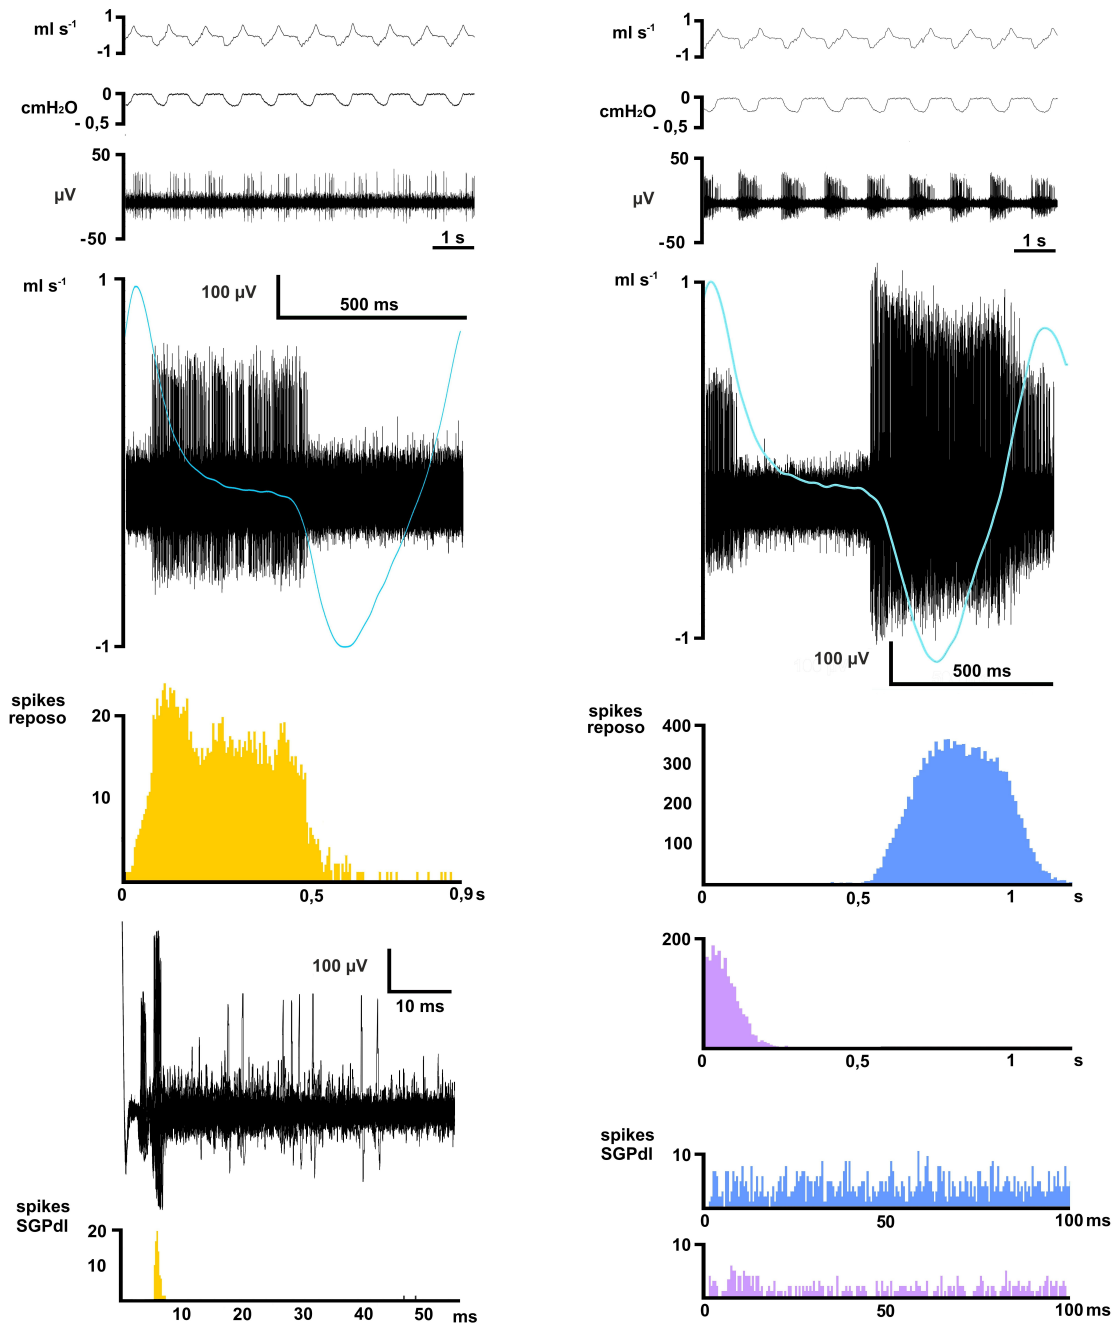 1
ml s-1
-1
0
cmH2O
- 0,5
50
µV
-50
1 s
1
ml s-1
100 µV
500 ms
-1
spikes
reposo
20
10
0
0,5
0,9 s
100 µV
10 ms
spikes
SGPdl
20
10
10
20
30
40
50
ms
1
ml s-1
-1
0
cmH2O
- 0,5
50
µV
-50
1 s
ml s-1
1
-1
100 µV
500 ms
spikes
reposo
400
300
200
100
0
0,5
1
s
200
0
0,5
1
s
spikes
SGPdl
10
0
50
100 ms
10
0
50
100 ms